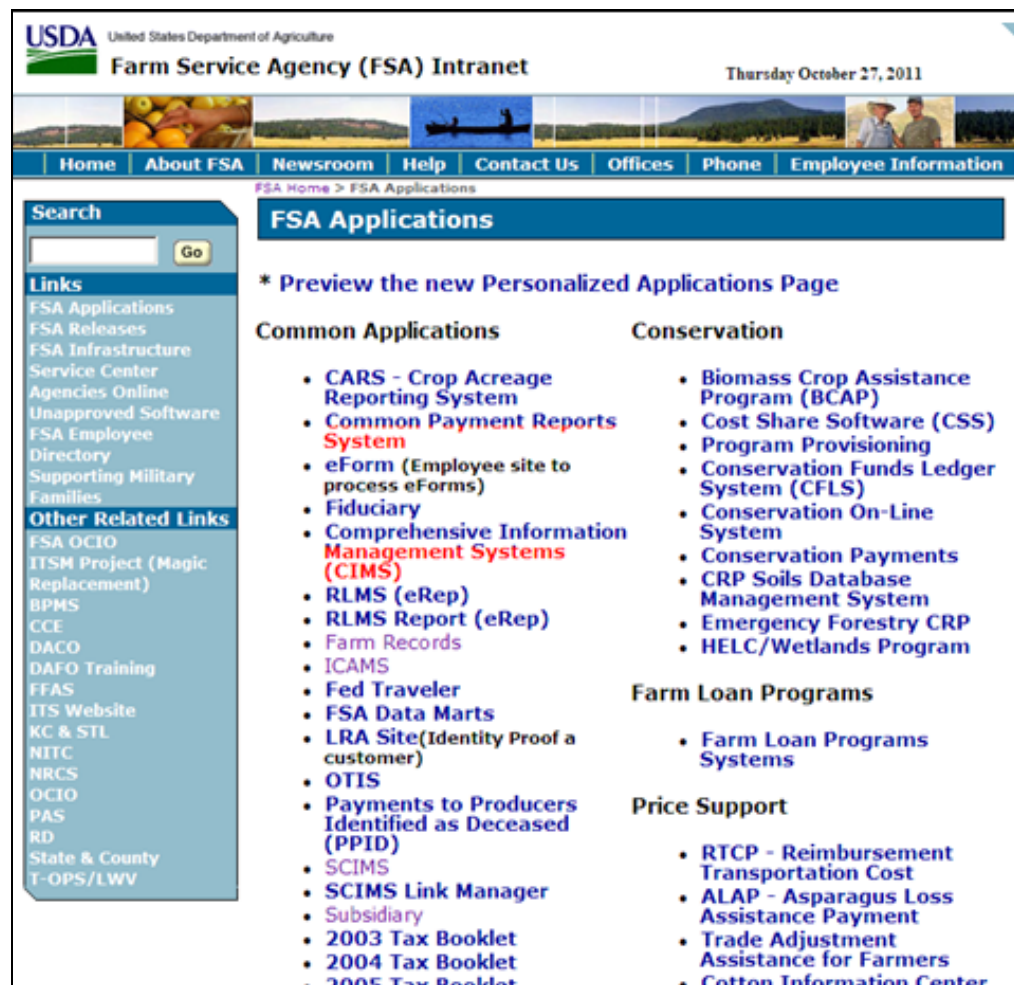 USDA United States Department of Agriculture
Farm Service Agency (FSA) Intranet
Thursday October 27, 2011
Home | About FSA | Newsroom | Help | Contact Us | Offices | Phone | Employee Information
FSA Home > FSA Applications
Search
Go
Links
FSA Applications
FSA Releases
FSA Infrastructure
Service Center
Agencies Online
Unapproved Software
FSA Employee
Directory
Supporting Military
Families
Other Related Links
FSA OCIO
ITSM Project (Magic
Replacement)
BPMS
CCE
DACO
DAFO Training
FFAS
ITS Website
KC & STL
NITC
NRCS
OCIO
PAS
RD
State & County
T-OPS/LWV
FSA Applications
* Preview the new Personalized Applications Page
Common Applications
• CARS - Crop Acreage
Reporting System
• Common Payment Reports
System
• eForm (Employee site to
process eForms)
• Fiduciary
• Comprehensive Information
Management Systems
(CIMS)
• RLMS (eRep)
• RLMS Report (eRep)
• Farm Records
• ICAMS
• Fed Traveler
• FSA Data Marts
• LRA Site(Identity Proof a
customer)
• OTIS
• Payments to Producers
Identified as Deceased
(PPID)
• SCIMS
• SCIMS Link Manager
• Subsidiary
• 2003 Tax Booklet
• 2004 Tax Booklet
• 2005 Tax Booklet
Conservation
• Biomass Crop Assistance
Program (BCAP)
• Cost Share Software (CSS)
• Program Provisioning
• Conservation Funds Ledger
System (CFLS)
• Conservation On-Line
System
• Conservation Payments
• CRP Soils Database
Management System
• Emergency Forestry CRP
• HELC/Wetlands Program
Farm Loan Programs
• Farm Loan Programs
Systems
Price Support
• RTCP - Reimbursement
Transportation Cost
• ALAP - Asparagus Loss
Assistance Payment
• Trade Adjustment
Assistance for Farmers
• Cotton Information Center